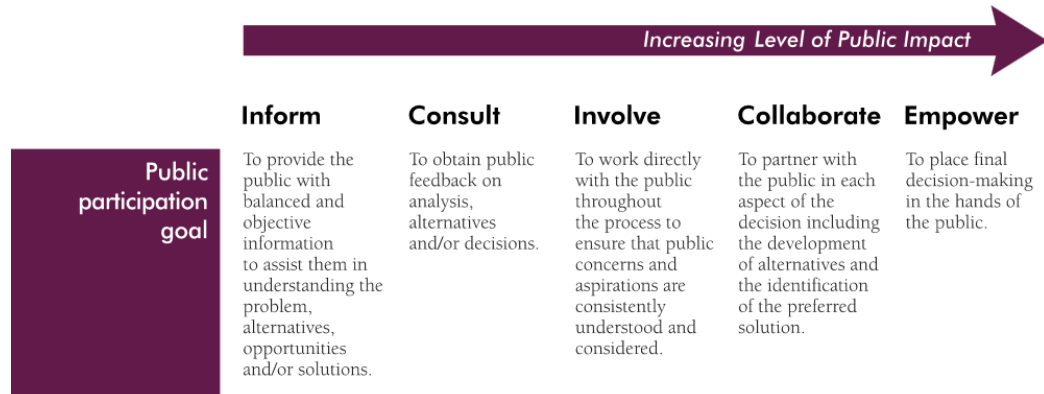 Increasing Level of Public Impact
Inform
Consult
Involve
Collaborate
Empower
Public
participation
goal
To provide the
public with
balanced and
objective
information
to assist them in
understanding the
problem,
alternatives,
opportunities
and/or solutions.
To obtain public
feedback on
analysis,
alternatives
and/or decisions.
To work directly
with the public
throughout
the process to
ensure that public
concerns and
aspirations are
consistently
understood and
considered.
To partner with
the public in each
aspect of the
decision including
the development
of alternatives and
the identification
of the preferred
solution.
To place final
decision-making
in the hands of
the public.